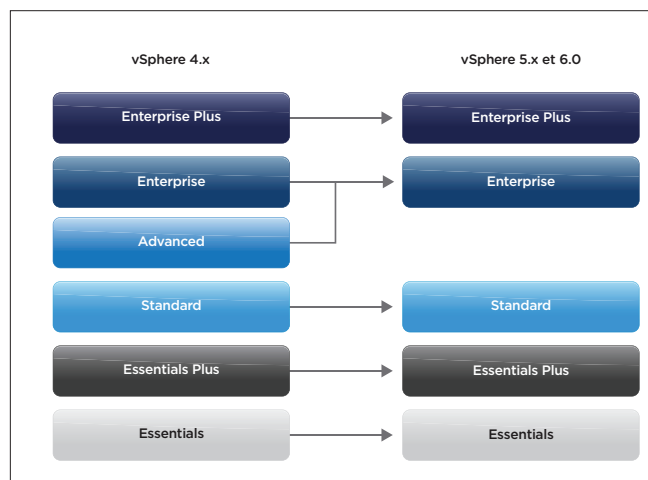 vSphere 4.x
vSphere 5.x et 6.0
Enterprise Plus
Enterprise Plus
Enterprise
Enterprise
Advanced
Standard
Standard
Essentials Plus
Essentials Plus
Essentials
Essentials